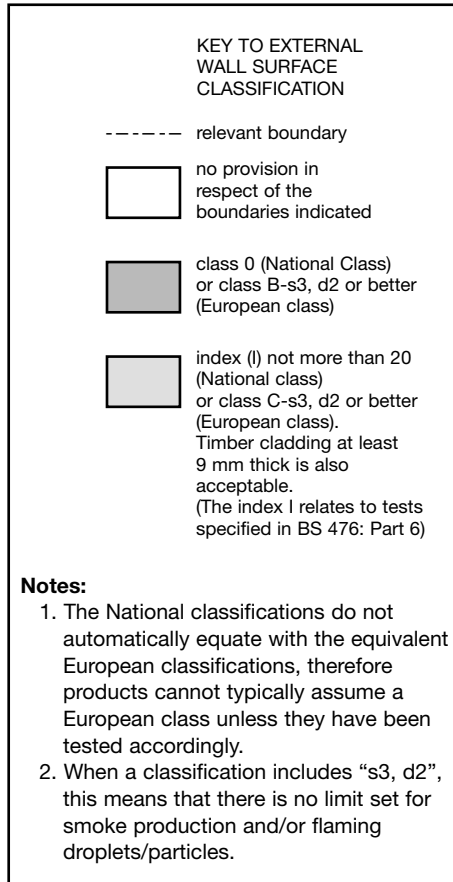 KEY TO EXTERNAL
WALL SURFACE
CLASSIFICATION
relevant boundary
no provision in
respect of the
boundaries indicated
class 0 (National Class)
or class B-s3, d2 or better
(European class)
index (I) not more than 20
(National class)
or class C-s3, d2 or better
(European class).
Timber cladding at least
9 mm thick is also
acceptable.
(The index I relates to tests
specified in BS 476: Part 6)
Notes:
1. The National classifications do not
automatically equate with the equivalent
European classifications, therefore
products cannot typically assume a
European class unless they have been
tested accordingly.
2. When a classification includes “s3, d2”,
this means that there is no limit set for
smoke production and/or flaming
droplets/particles.